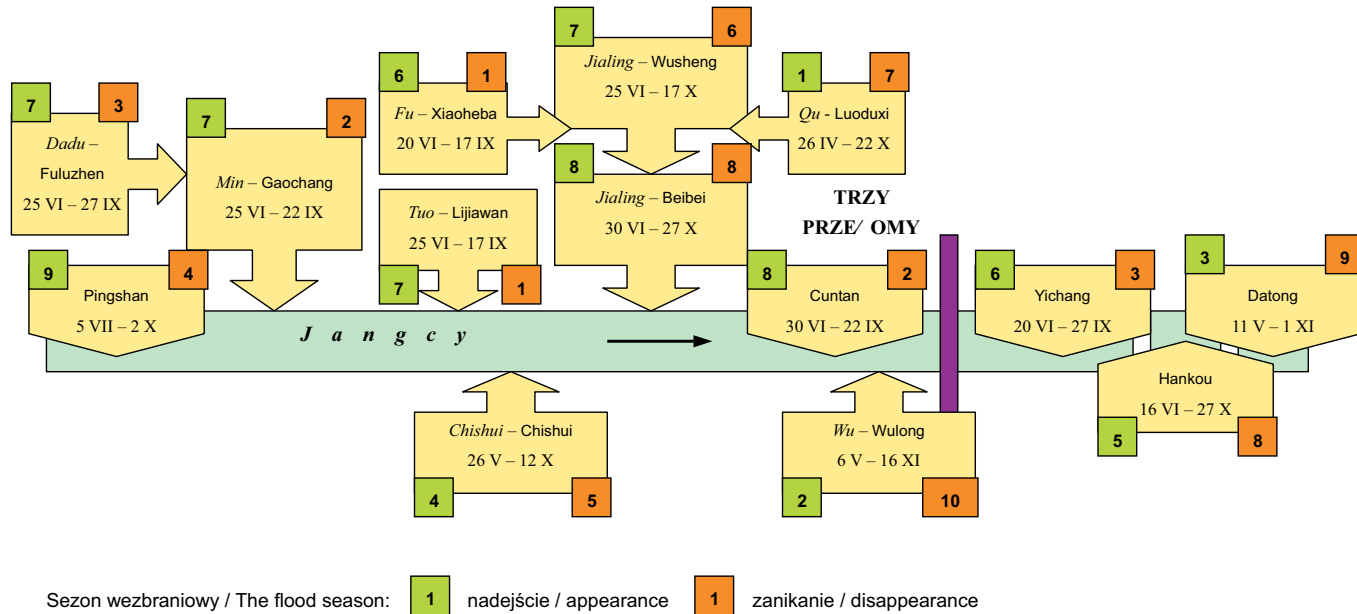 7
6
Jialing – Wusheng
25 VI – 17 X
6
1
Fu – Xiaoheba
20 VI – 17 IX
1
7
Qu - Luoduxi
26 IV – 22 X
7
3
Dadu –
Fuluzhen
25 VI – 27 IX
7
2
Min – Gaochang
25 VI – 22 IX
8
8
Jialing – Beibei
30 VI – 27 X
Tuo – Lijiawan
25 VI – 17 IX
7
1
TRZY
PRZE/ OMY
9
4
Pingshan
5 VII – 2 X
8
2
Cuntan
30 VI – 22 IX
6
3
Yichang
20 VI – 27 IX
3
9
Datong
11 V – 1 XI
J a n g c y
Hankou
16 VI – 27 X
5
8
Chishui – Chishui
26 V – 12 X
4
5
Wu – Wulong
6 V – 16 XI
2
10
Sezon wezbraniowy / The flood season: 1 nadejście / appearance 1 zanikanie / disappearance